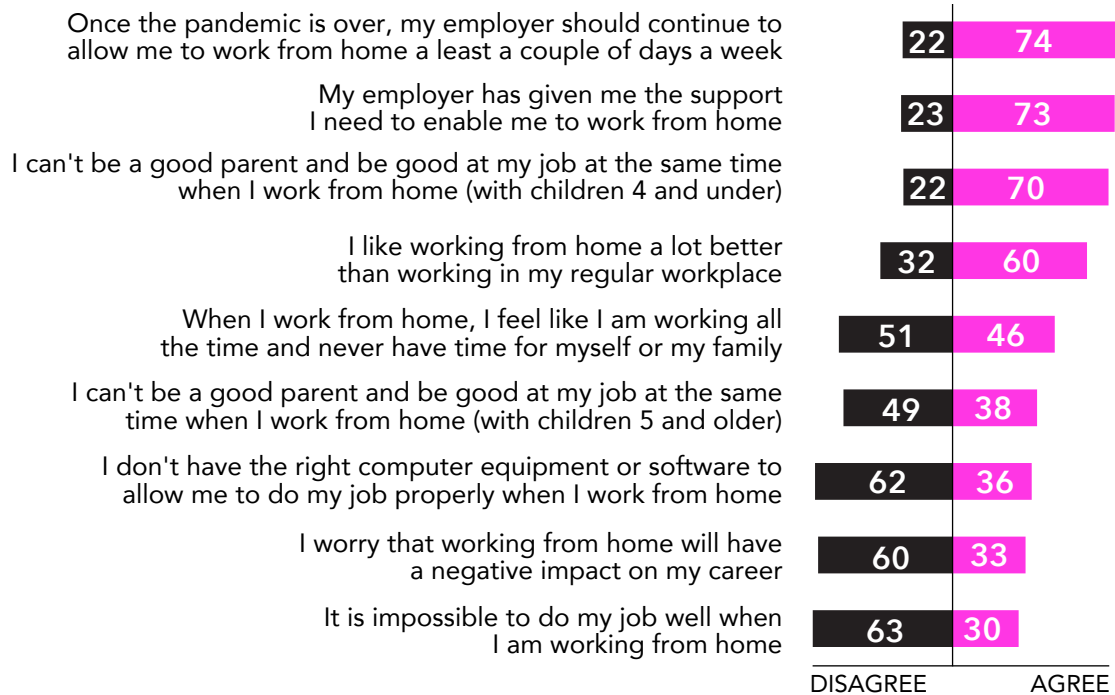 Once the pandemic is over, my employer should continue to
allow me to work from home a least a couple of days a week
22 74
My employer has given me the support
I need to enable me to work from home
23 73
I can't be a good parent and be good at my job at the same time
when I work from home (with children 4 and under)
22 70
I like working from home a lot better
than working in my regular workplace
32 60
When I work from home, I feel like I am working all
the time and never have time for myself or my family
51 46
I can't be a good parent and be good at my job at the same
time when I work from home (with children 5 and older)
49 38
I don't have the right computer equipment or software to
allow me to do my job properly when I work from home
62 36
I worry that working from home will have
a negative impact on my career
60 33
It is impossible to do my job well when
I am working from home
63 30
DISAGREE AGREE